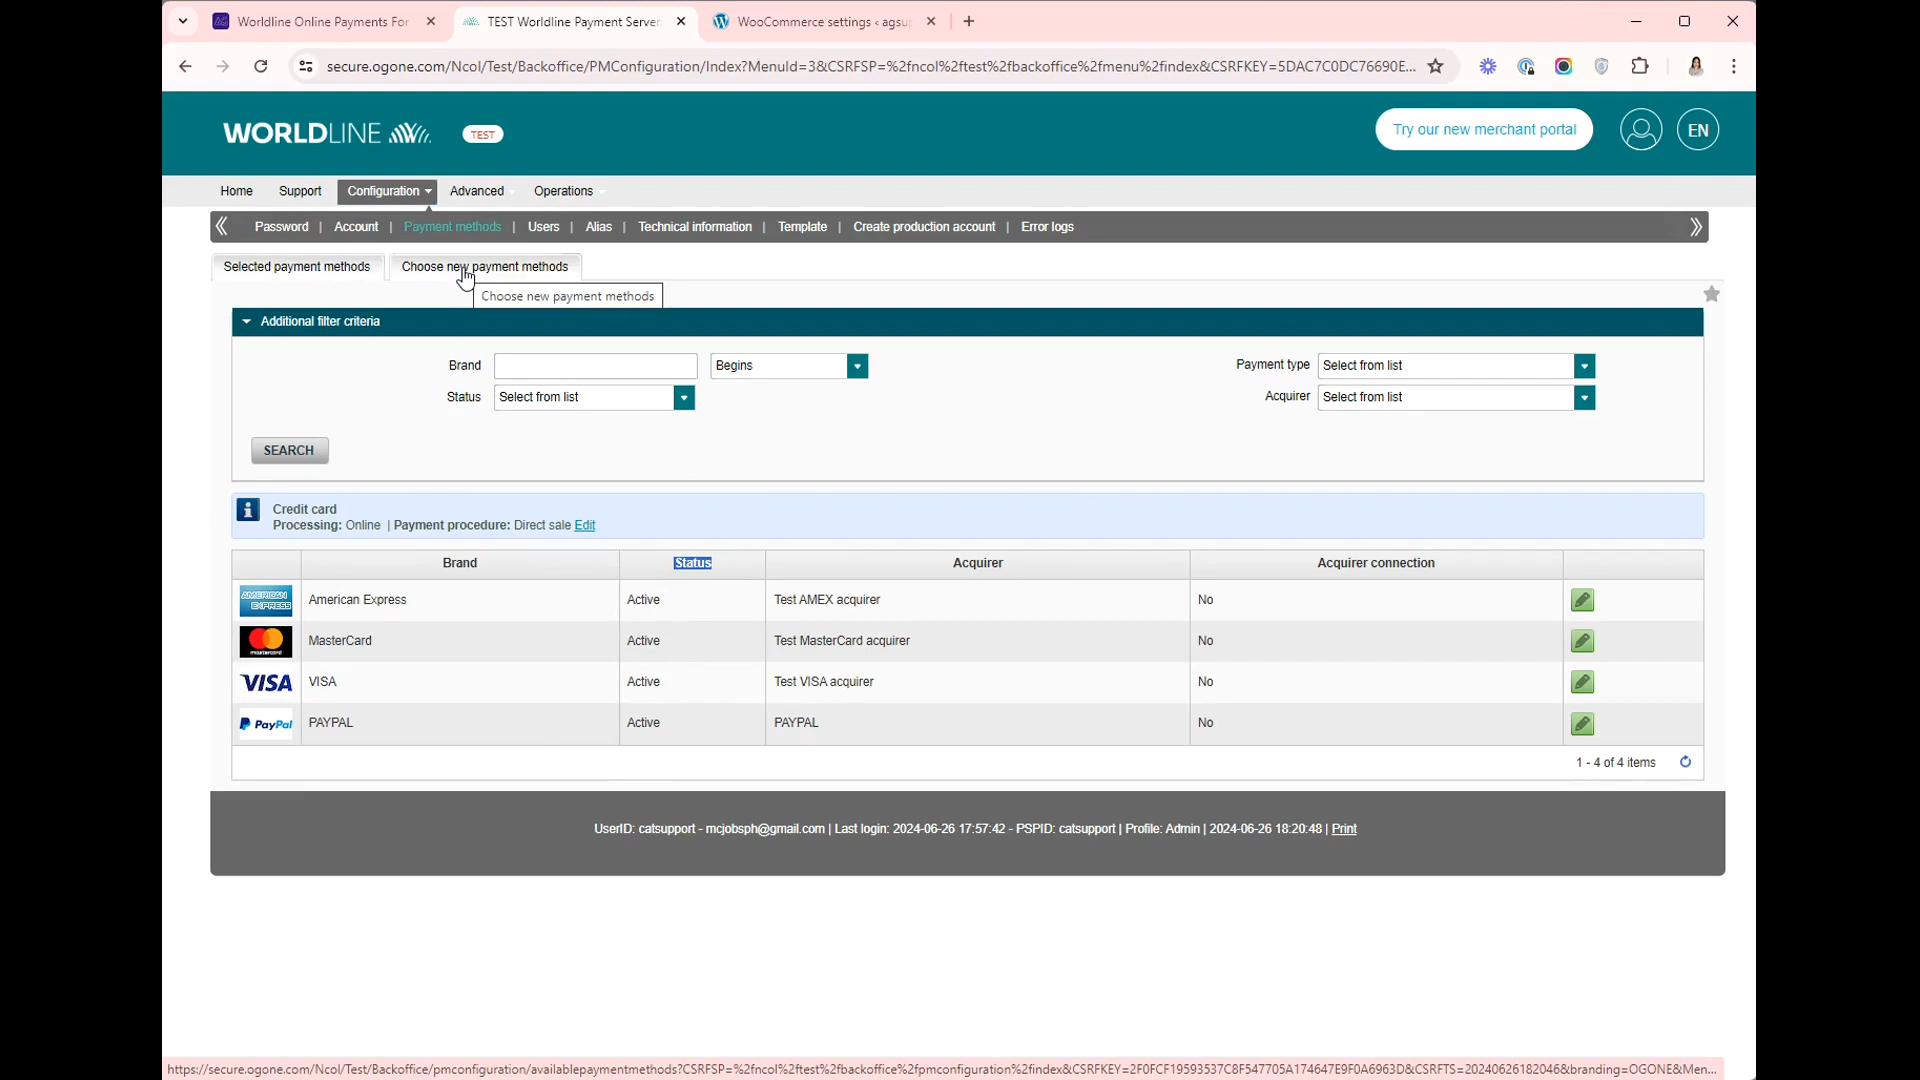 Worldline Online Payments For
TEST Worldline Payment Server
WooCommerce settings ‹ agsu
secure.ogone.com/Ncol/Test/Backoffice/PMConfiguration/Index?MenuId=3&CSRFSP=%2fncol%2ftest%2fbackoffice%2fmenu%2findex&CSRFKEY=5DAC7C0DC76690E...
WORLDLINE
TEST
Try our new merchant portal
EN
Home Support Configuration Advanced Operations
Password | Account | Payment methods | Users | Alias | Technical information | Template | Create production account | Error logs
Selected payment methods Choose new payment methods
Choose new payment methods
Additional filter criteria
Brand Begins Payment type Select from list
Status Select from list Acquirer Select from list
SEARCH
Credit card
Processing: Online | Payment procedure: Direct sale Edit
Brand Status Acquirer Acquirer connection
AMERICAN EXPRESS American Express Active Test AMEX acquirer No
mastercard MasterCard Active Test MasterCard acquirer No
VISA VISA Active Test VISA acquirer No
PayPal PAYPAL Active PAYPAL No
1 - 4 of 4 items
UserID: catsupport - mcjobsph@gmail.com | Last login: 2024-06-26 17:57:42 - PSPID: catsupport | Profile: Admin | 2024-06-26 18:20:48 | Print
https://secure.ogone.com/Ncol/Test/Backoffice/pmconfiguration/availablepaymentmethods?CSRFSP=%2fncol%2ftest%2fbackoffice%2fpmconfiguration%2findex&CSRFKEY=2F0FCF19593537C8F547705A174647E9F0A6963D&CSRFTS=20240626182046&branding=OGONE&Men...